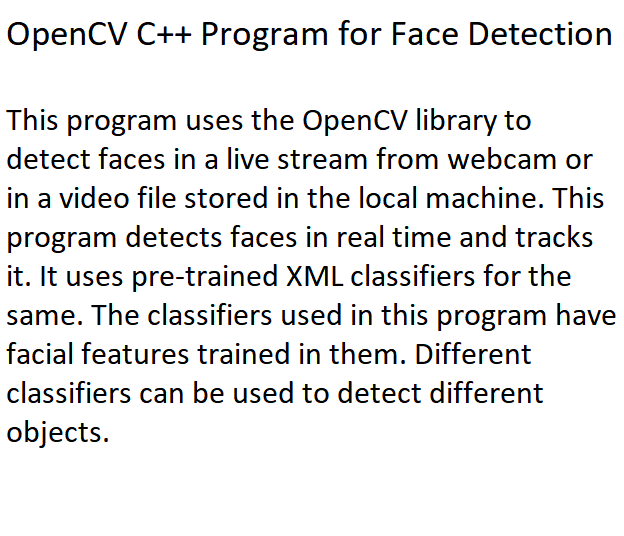 OpenCV C++ Program for Face Detection
This program uses the OpenCV library to
detect faces in a live stream from webcam or
in a video file stored in the local machine. This
program detects faces in real time and tracks
it. It uses pre-trained XML classifiers for the
same. The classifiers used in this program have
facial features trained in them. Different
classifiers can be used to detect different
objects.